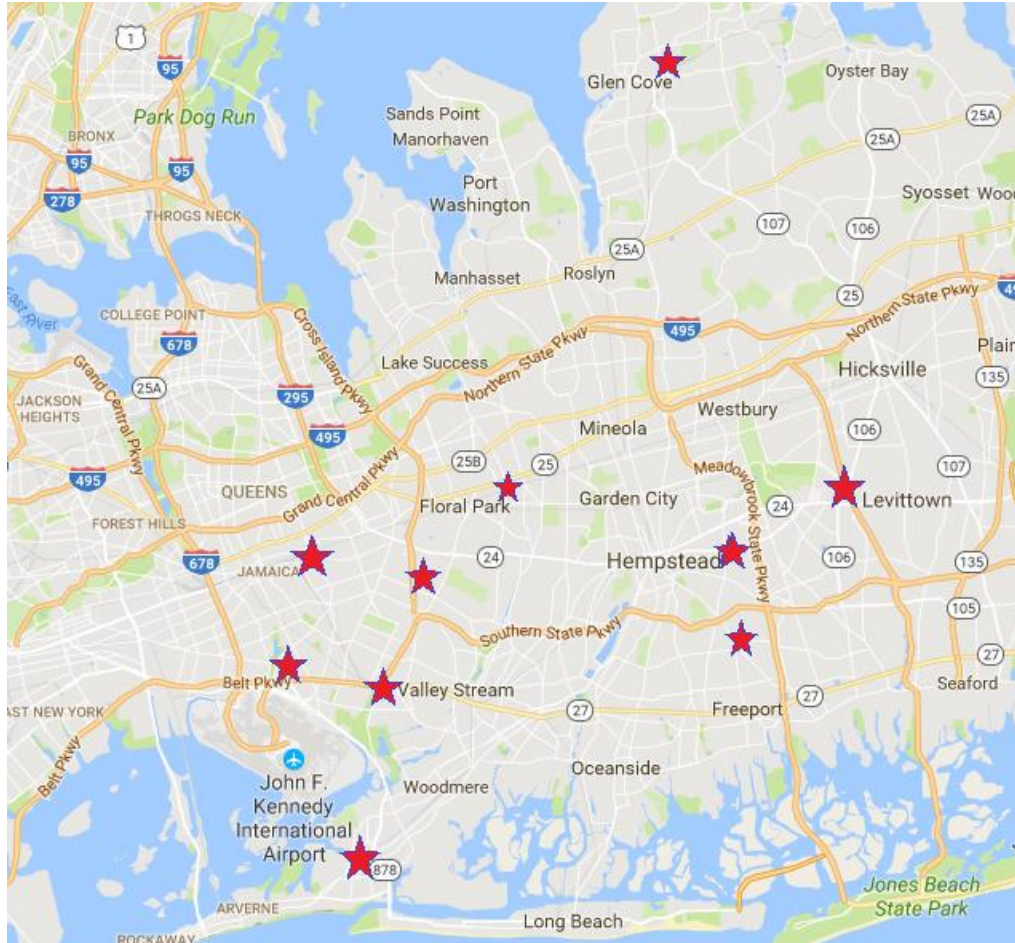 1
95
Glen Cove
Oyster Bay
Park Dog Run
Sands Point
Manorhaven
25A
25A
BRONX
95
95
278
Port
Washington
Syosset
THROGS NECK
107
106
25A
Manhasset
Roslyn
25
East River
COLLEGE POINT
678
Cross Island Pkwy
495
Northern State Pkwy
Grand Central Pkwy
25A
Lake Success
Northern State Pkwy
Plain
Hicksville
135
JACKSON
HEIGHTS
295
495
Westbury
Mineola
106
495
25B
25
107
QUEENS
Grand Central Pkwy
Floral Park
Garden City
Meadowbrook State Pkwy
24
Levittown
FOREST HILLS
678
JAMAICA
24
Hempstead
106
135
105
Southern State Pkwy
27
Belt Pkwy
Valley Stream
27
Seaford
27
Freeport
AST NEW YORK
Belt Pkwy
John F.
Kennedy
International
Airport
Woodmere
Oceanside
878
ARVERNE
Long Beach
Jones Beach
State Park
ROCKAWAY